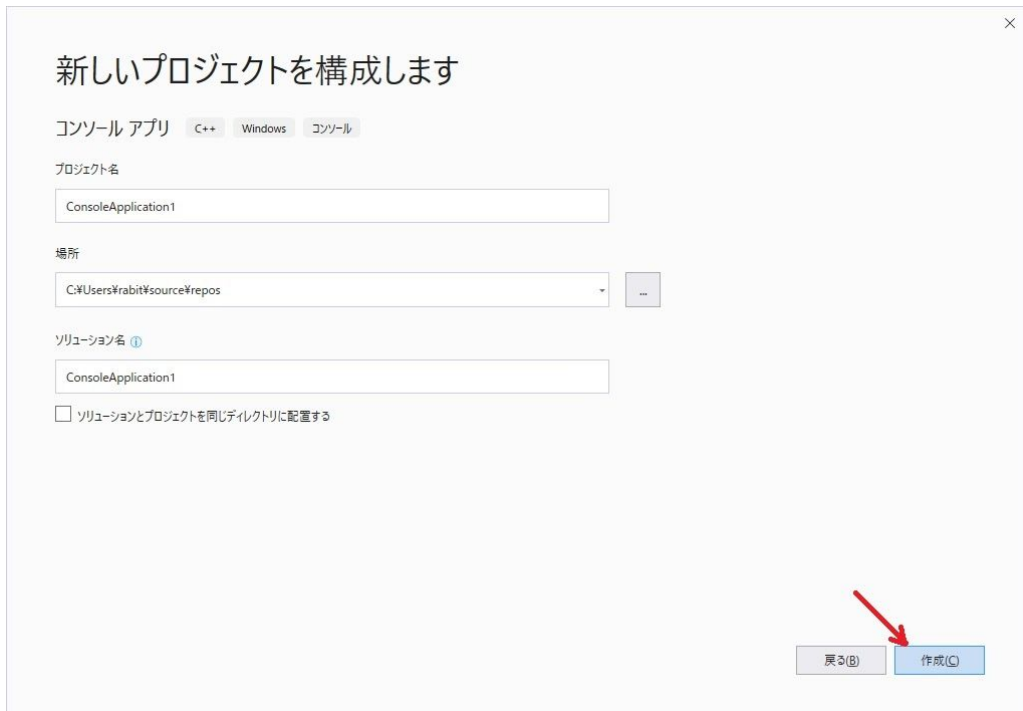 新しいプロジェクトを構成します
コンソール アプリ C++ Windows コンソール
プロジェクト名
ConsoleApplication1
場所
C:¥Users¥rabit¥source¥repos
...
ソリューション名
ConsoleApplication1
ソリューションとプロジェクトを同じディレクトリに配置する
戻る(B) 作成(C)